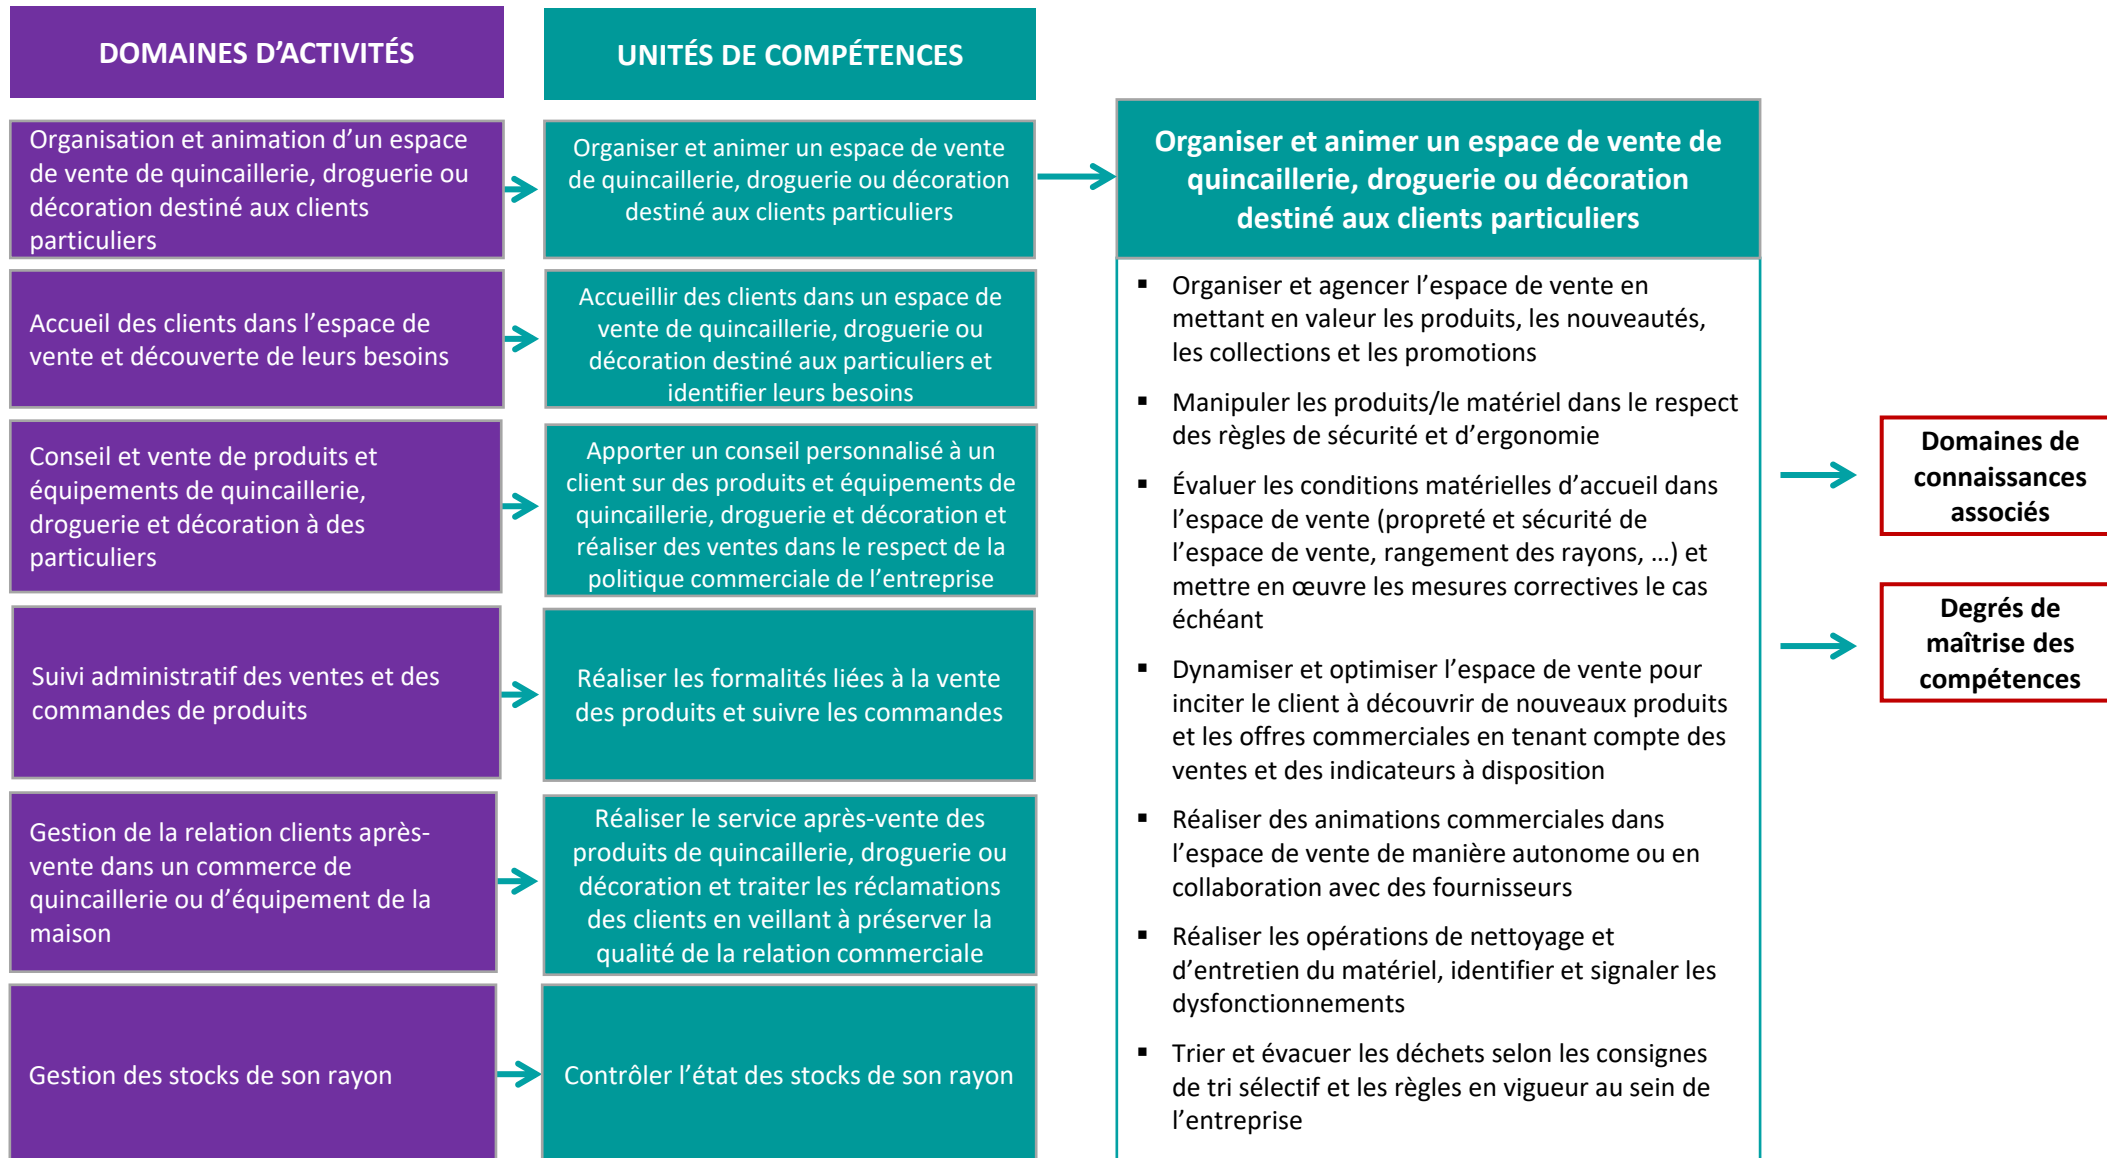 DOMAINES D’ACTIVITÉS
UNITÉS DE COMPÉTENCES
Organisation et animation d’un espace
de vente de quincaillerie, droguerie ou
décoration destiné aux clients
particuliers
Organiser et animer un espace de vente
de quincaillerie, droguerie ou décoration
destiné aux clients particuliers
Accueil des clients dans l’espace de
vente et découverte de leurs besoins
Accueillir des clients dans un espace de
vente de quincaillerie, droguerie ou
décoration destiné aux particuliers et
identifier leurs besoins
Conseil et vente de produits et
équipements de quincaillerie,
droguerie et décoration à des
particuliers
Apporter un conseil personnalisé à un
client sur des produits et équipements de
quincaillerie, droguerie et décoration et
réaliser des ventes dans le respect de la
politique commerciale de l’entreprise
Suivi administratif des ventes et des
commandes de produits
Réaliser les formalités liées à la vente
des produits et suivre les commandes
Gestion de la relation clients après-
vente dans un commerce de
quincaillerie ou d’équipement de la
maison
Réaliser le service après-vente des
produits de quincaillerie, droguerie ou
décoration et traiter les réclamations
des clients en veillant à préserver la
qualité de la relation commerciale
Gestion des stocks de son rayon
Contrôler l’état des stocks de son rayon
Organiser et animer un espace de vente de
quincaillerie, droguerie ou décoration
destiné aux clients particuliers
▪ Organiser et agencer l’espace de vente en
mettant en valeur les produits, les nouveautés,
les collections et les promotions
▪ Manipuler les produits/le matériel dans le respect
des règles de sécurité et d’ergonomie
▪ Évaluer les conditions matérielles d’accueil dans
l’espace de vente (propreté et sécurité de
l’espace de vente, rangement des rayons, …) et
mettre en œuvre les mesures correctives le cas
échéant
▪ Dynamiser et optimiser l’espace de vente pour
inciter le client à découvrir de nouveaux produits
et les offres commerciales en tenant compte des
ventes et des indicateurs à disposition
▪ Réaliser des animations commerciales dans
l’espace de vente de manière autonome ou en
collaboration avec des fournisseurs
▪ Réaliser les opérations de nettoyage et
d’entretien du matériel, identifier et signaler les
dysfonctionnements
▪ Trier et évacuer les déchets selon les consignes
de tri sélectif et les règles en vigueur au sein de
l’entreprise
Domaines de
connaissances
associés
Degrés de
maîtrise des
compétences